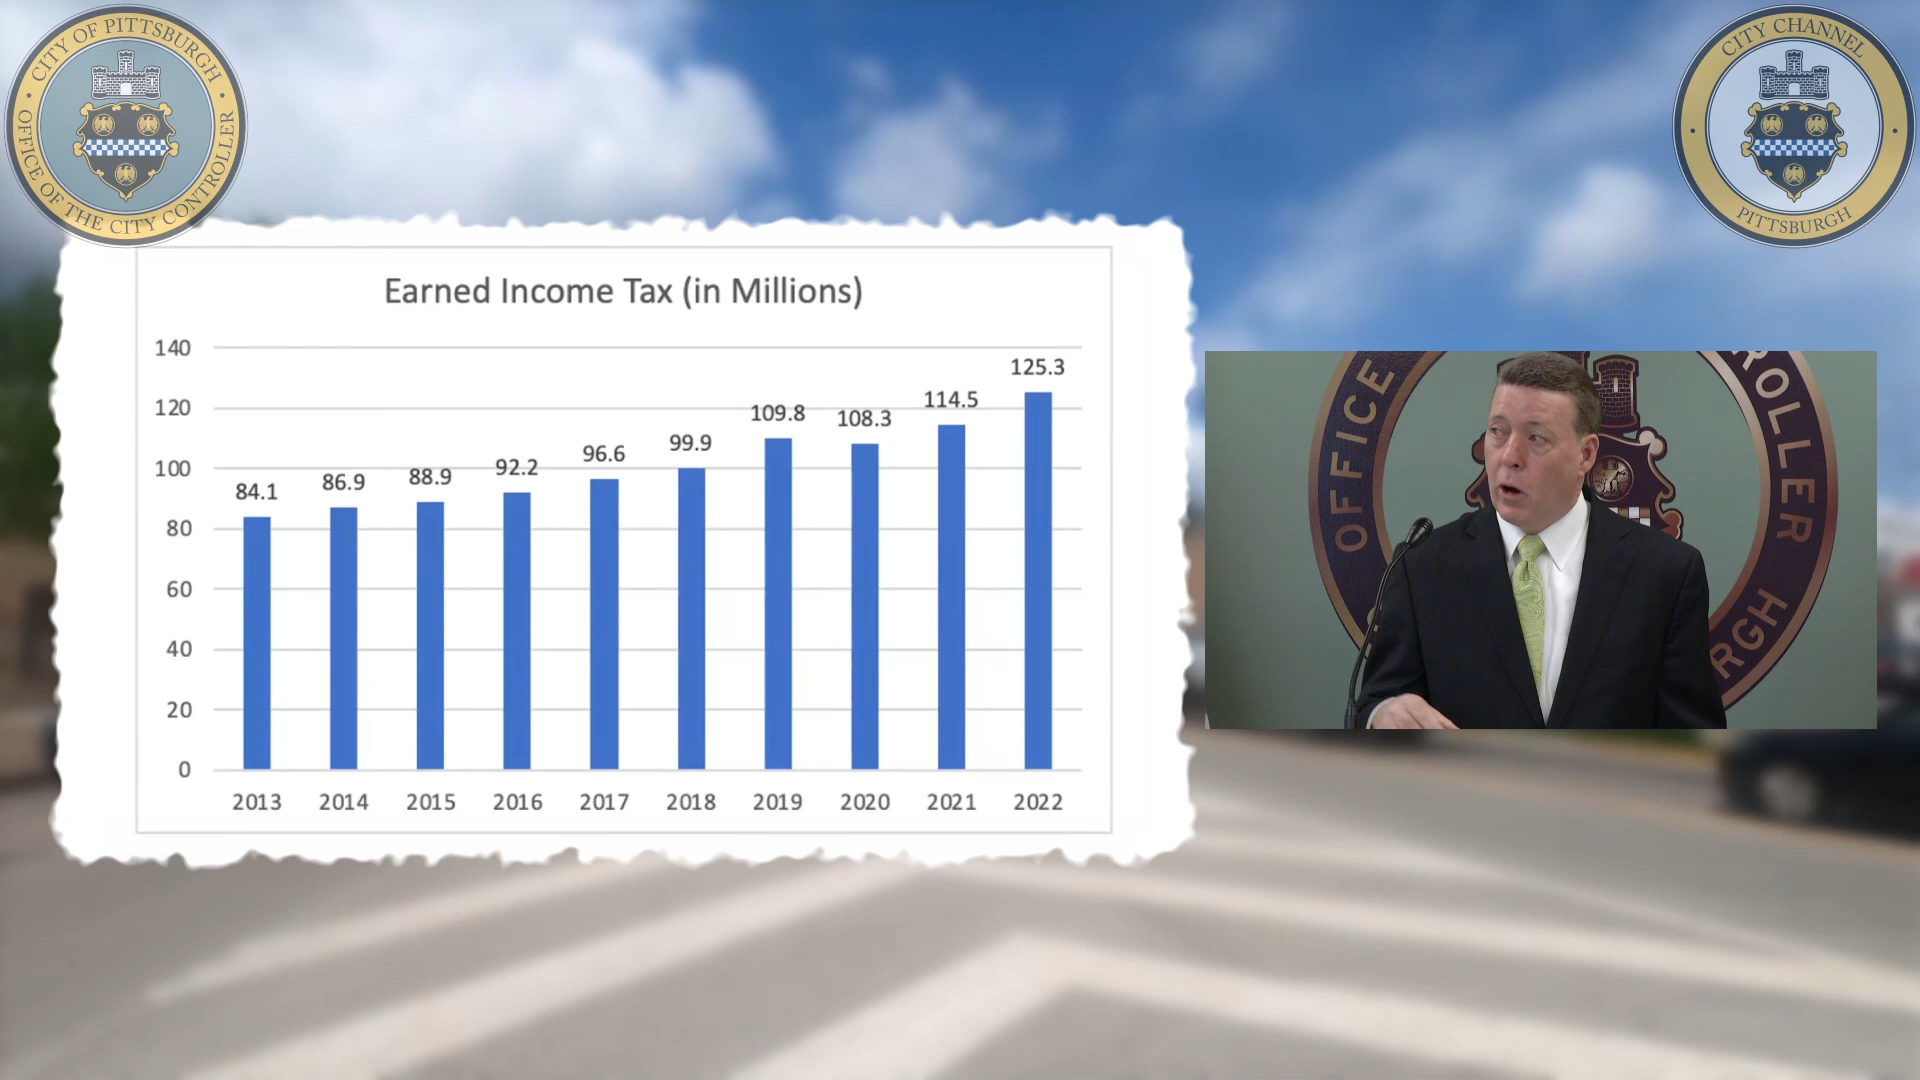 CITY OF PITTSBURGH
OFFICE OF THE CITY CONTROLLER
CITY CHANNEL
PITTSBURGH
Earned Income Tax (in Millions)
140
120
100
80
60
40
20
0
84.1 86.9 88.9 92.2 96.6 99.9 109.8 108.3 114.5 125.3
2013 2014 2015 2016 2017 2018 2019 2020 2021 2022
OFFICE
ROLLER
RGH